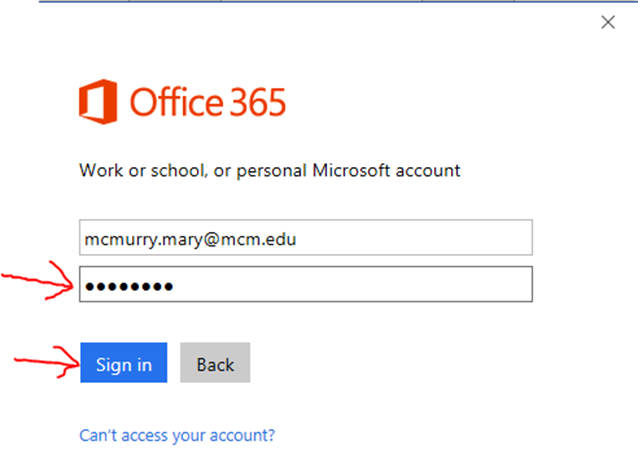 Office 365
Work or school, or personal Microsoft account
mcmurry.mary@mcm.edu
●●●●●●●●
Sign in Back
Can't access your account?